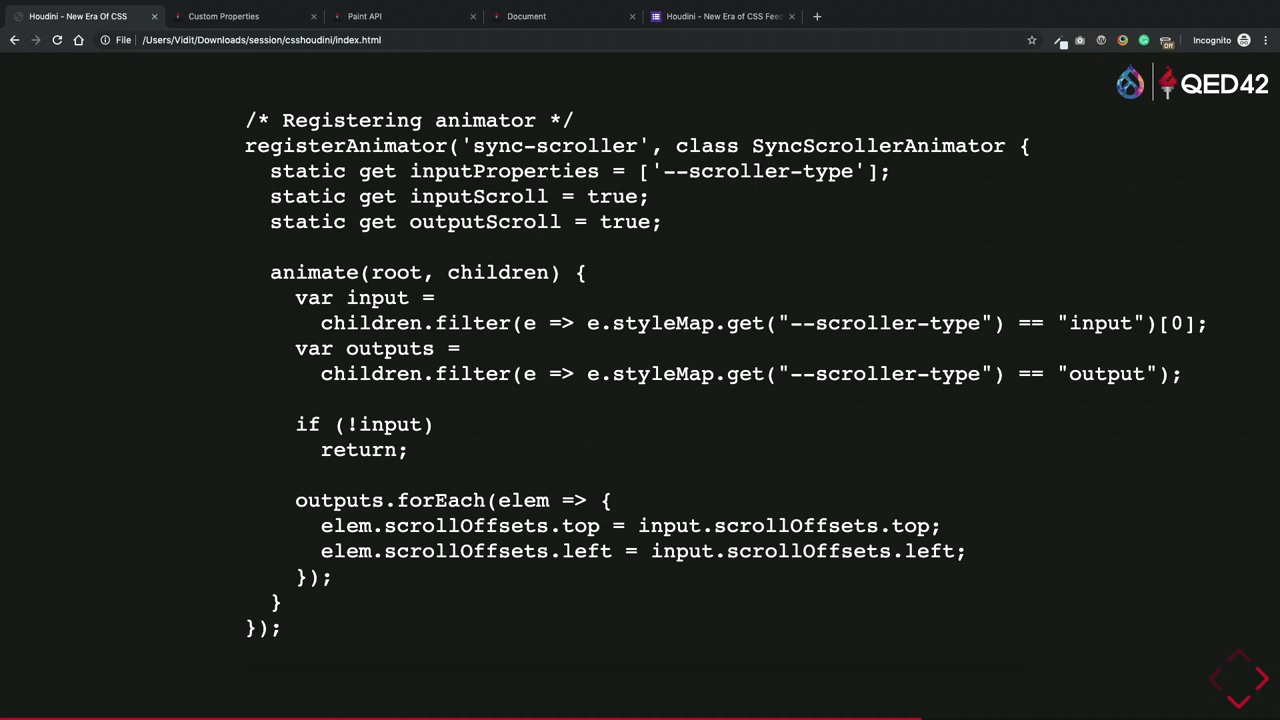 Houdini - New Era Of CSS
Custom Properties
Paint API
Document
Houdini - New Era of CSS Fee
File
/Users/Vidit/Downloads/session/csshoudini/index.html
Off
Incognito
QED42
/* Registering animator */
registerAnimator('sync-scroller', class SyncScrollerAnimator {
static get inputProperties = ['--scroller-type'];
static get inputScroll = true;
static get outputScroll = true;
animate(root, children) {
var input =
children.filter(e => e.styleMap.get("--scroller-type") == "input")[0];
var outputs =
children.filter(e => e.styleMap.get("--scroller-type") == "output");
if (!input)
return;
outputs.forEach(elem => {
elem.scrollOffsets.top = input.scrollOffsets.top;
elem.scrollOffsets.left = input.scrollOffsets.left;
});
}
});